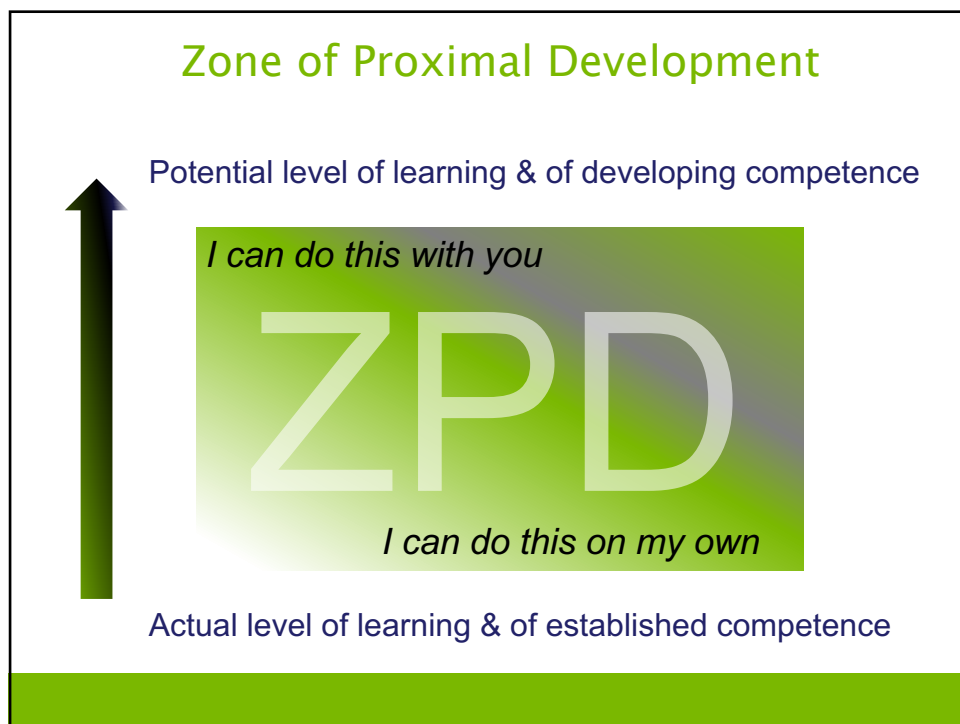 Zone of Proximal Development
Potential level of learning & of developing competence
I can do this with you
ZPD
I can do this on my own
Actual level of learning & of established competence